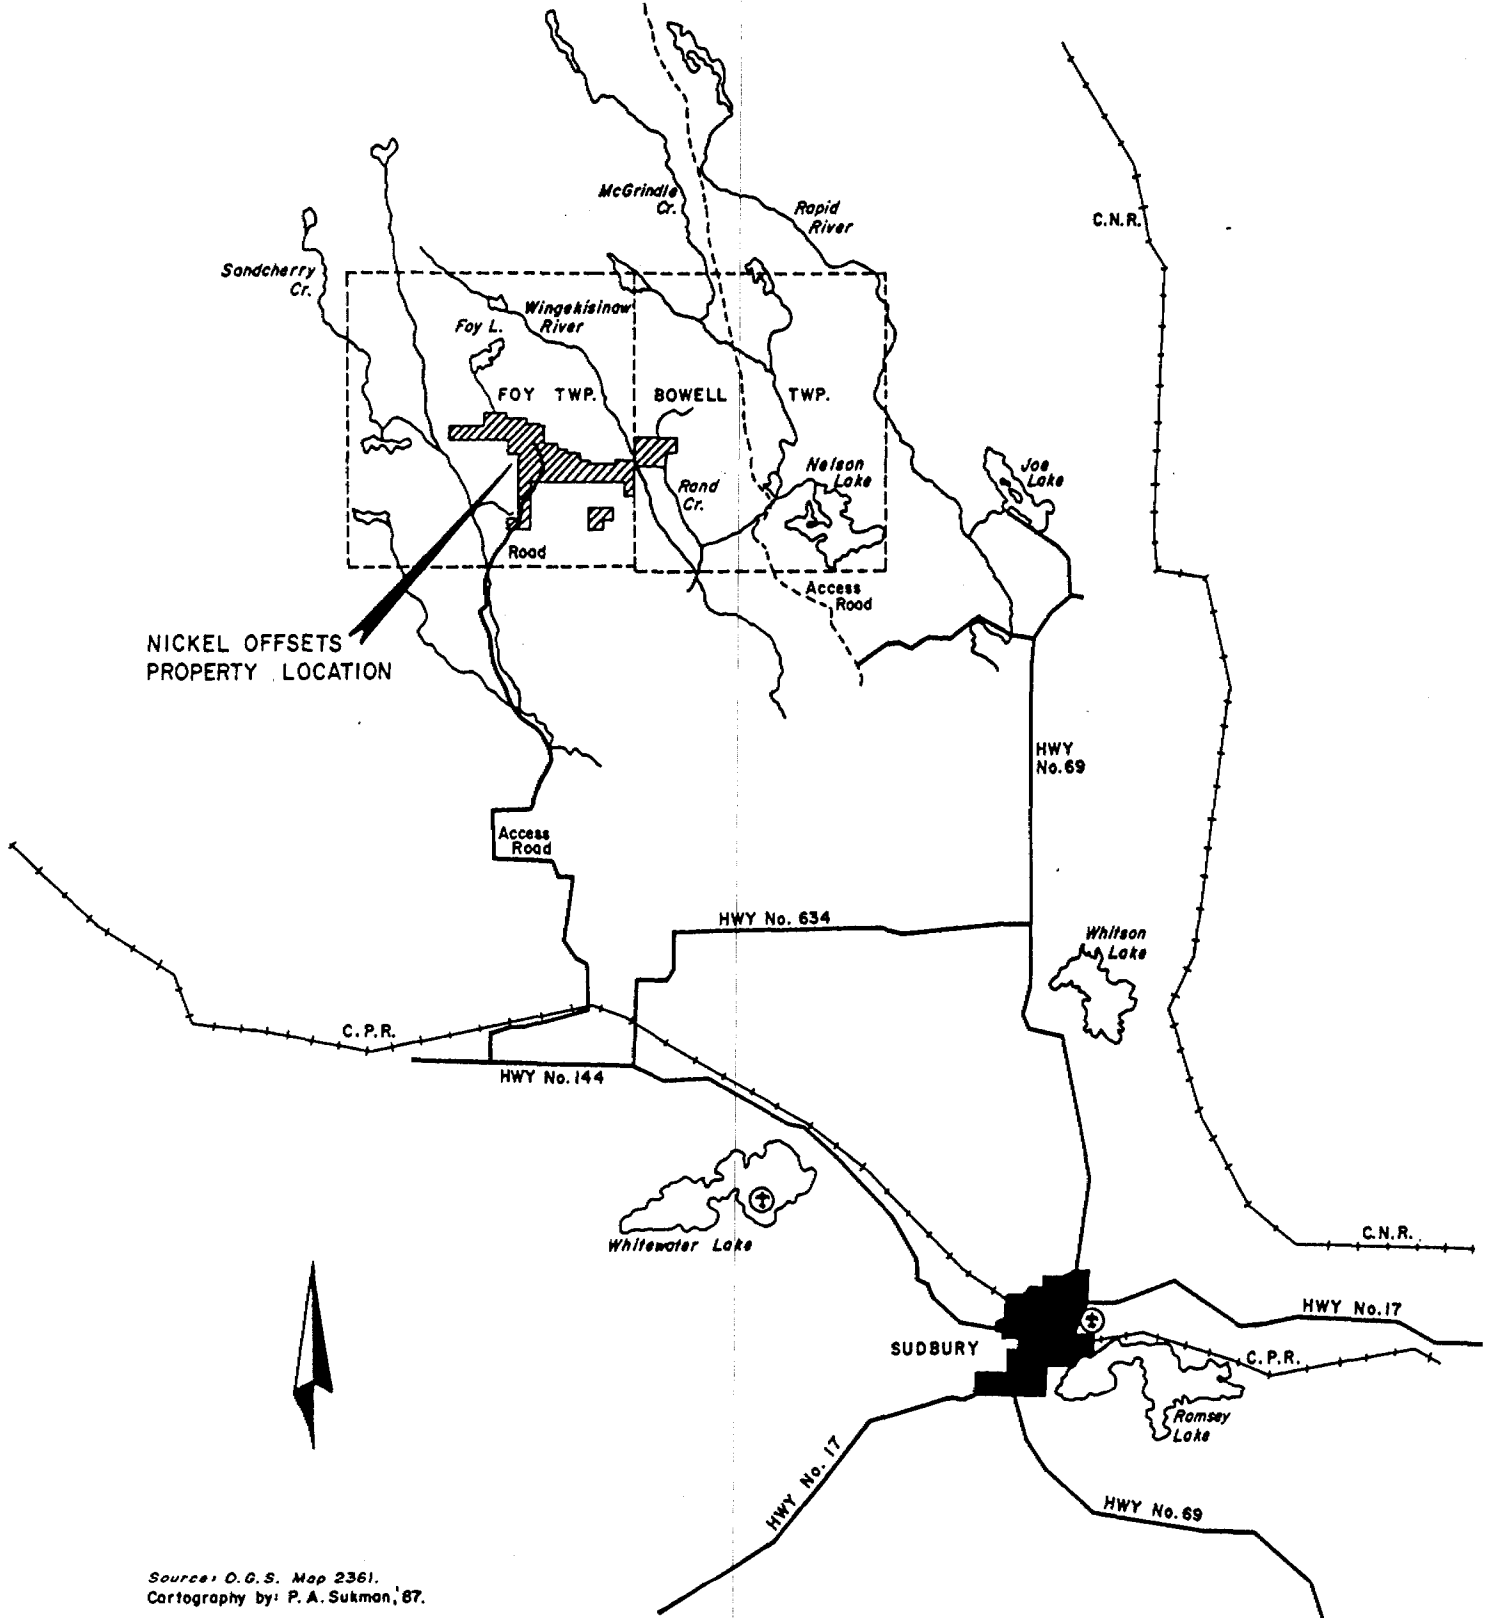 McGrindle
Cr.
Rapid
River
C.N.R.
Sandcherry
Cr.
Wingekisinaw
River
Foy L.
FOY TWP.
BOWELL TWP.
Nelson
Lake
Joe
Lake
Rand
Cr.
Road
Access
Road
NICKEL OFFSETS
PROPERTY LOCATION
HWY
No.69
Access
Road
HWY No. 634
Whitson
Lake
C.P.R.
HWY No.144
Whitewater Lake
C.N.R.
HWY No.17
SUDBURY
C.P.R.
Ramsey
Lake
HWY No. 17
HWY No.69
Source: O.G.S. Map 2361.
Cartography by: P.A.Sukman,'87.